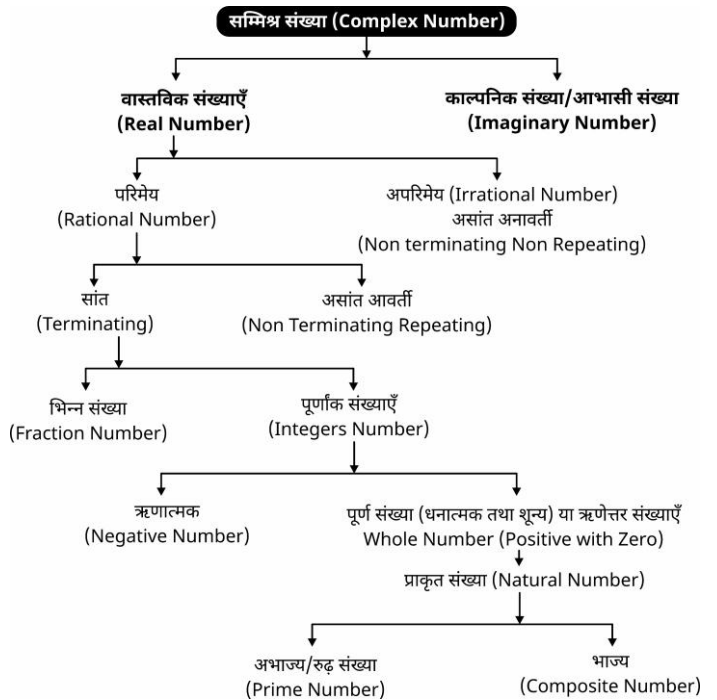 सम्मिश्र संख्या (Complex Number)
वास्तविक संख्याएँ
(Real Number)
काल्पनिक संख्या/आभासी संख्या
(Imaginary Number)
परिमेय
(Rational Number)
अपरिमेय (Irrational Number)
असांत अनावर्ती
(Non terminating Non Repeating)
सांत
(Terminating)
असांत आवर्ती
(Non Terminating Repeating)
भिन्न संख्या
(Fraction Number)
पूर्णांक संख्याएँ
(Integers Number)
ऋणात्मक
(Negative Number)
पूर्ण संख्या (धनात्मक तथा शून्य) या ऋणेत्तर संख्याएँ
Whole Number (Positive with Zero)
प्राकृत संख्या (Natural Number)
अभाज्य/रुढ़ संख्या
(Prime Number)
भाज्य
(Composite Number)